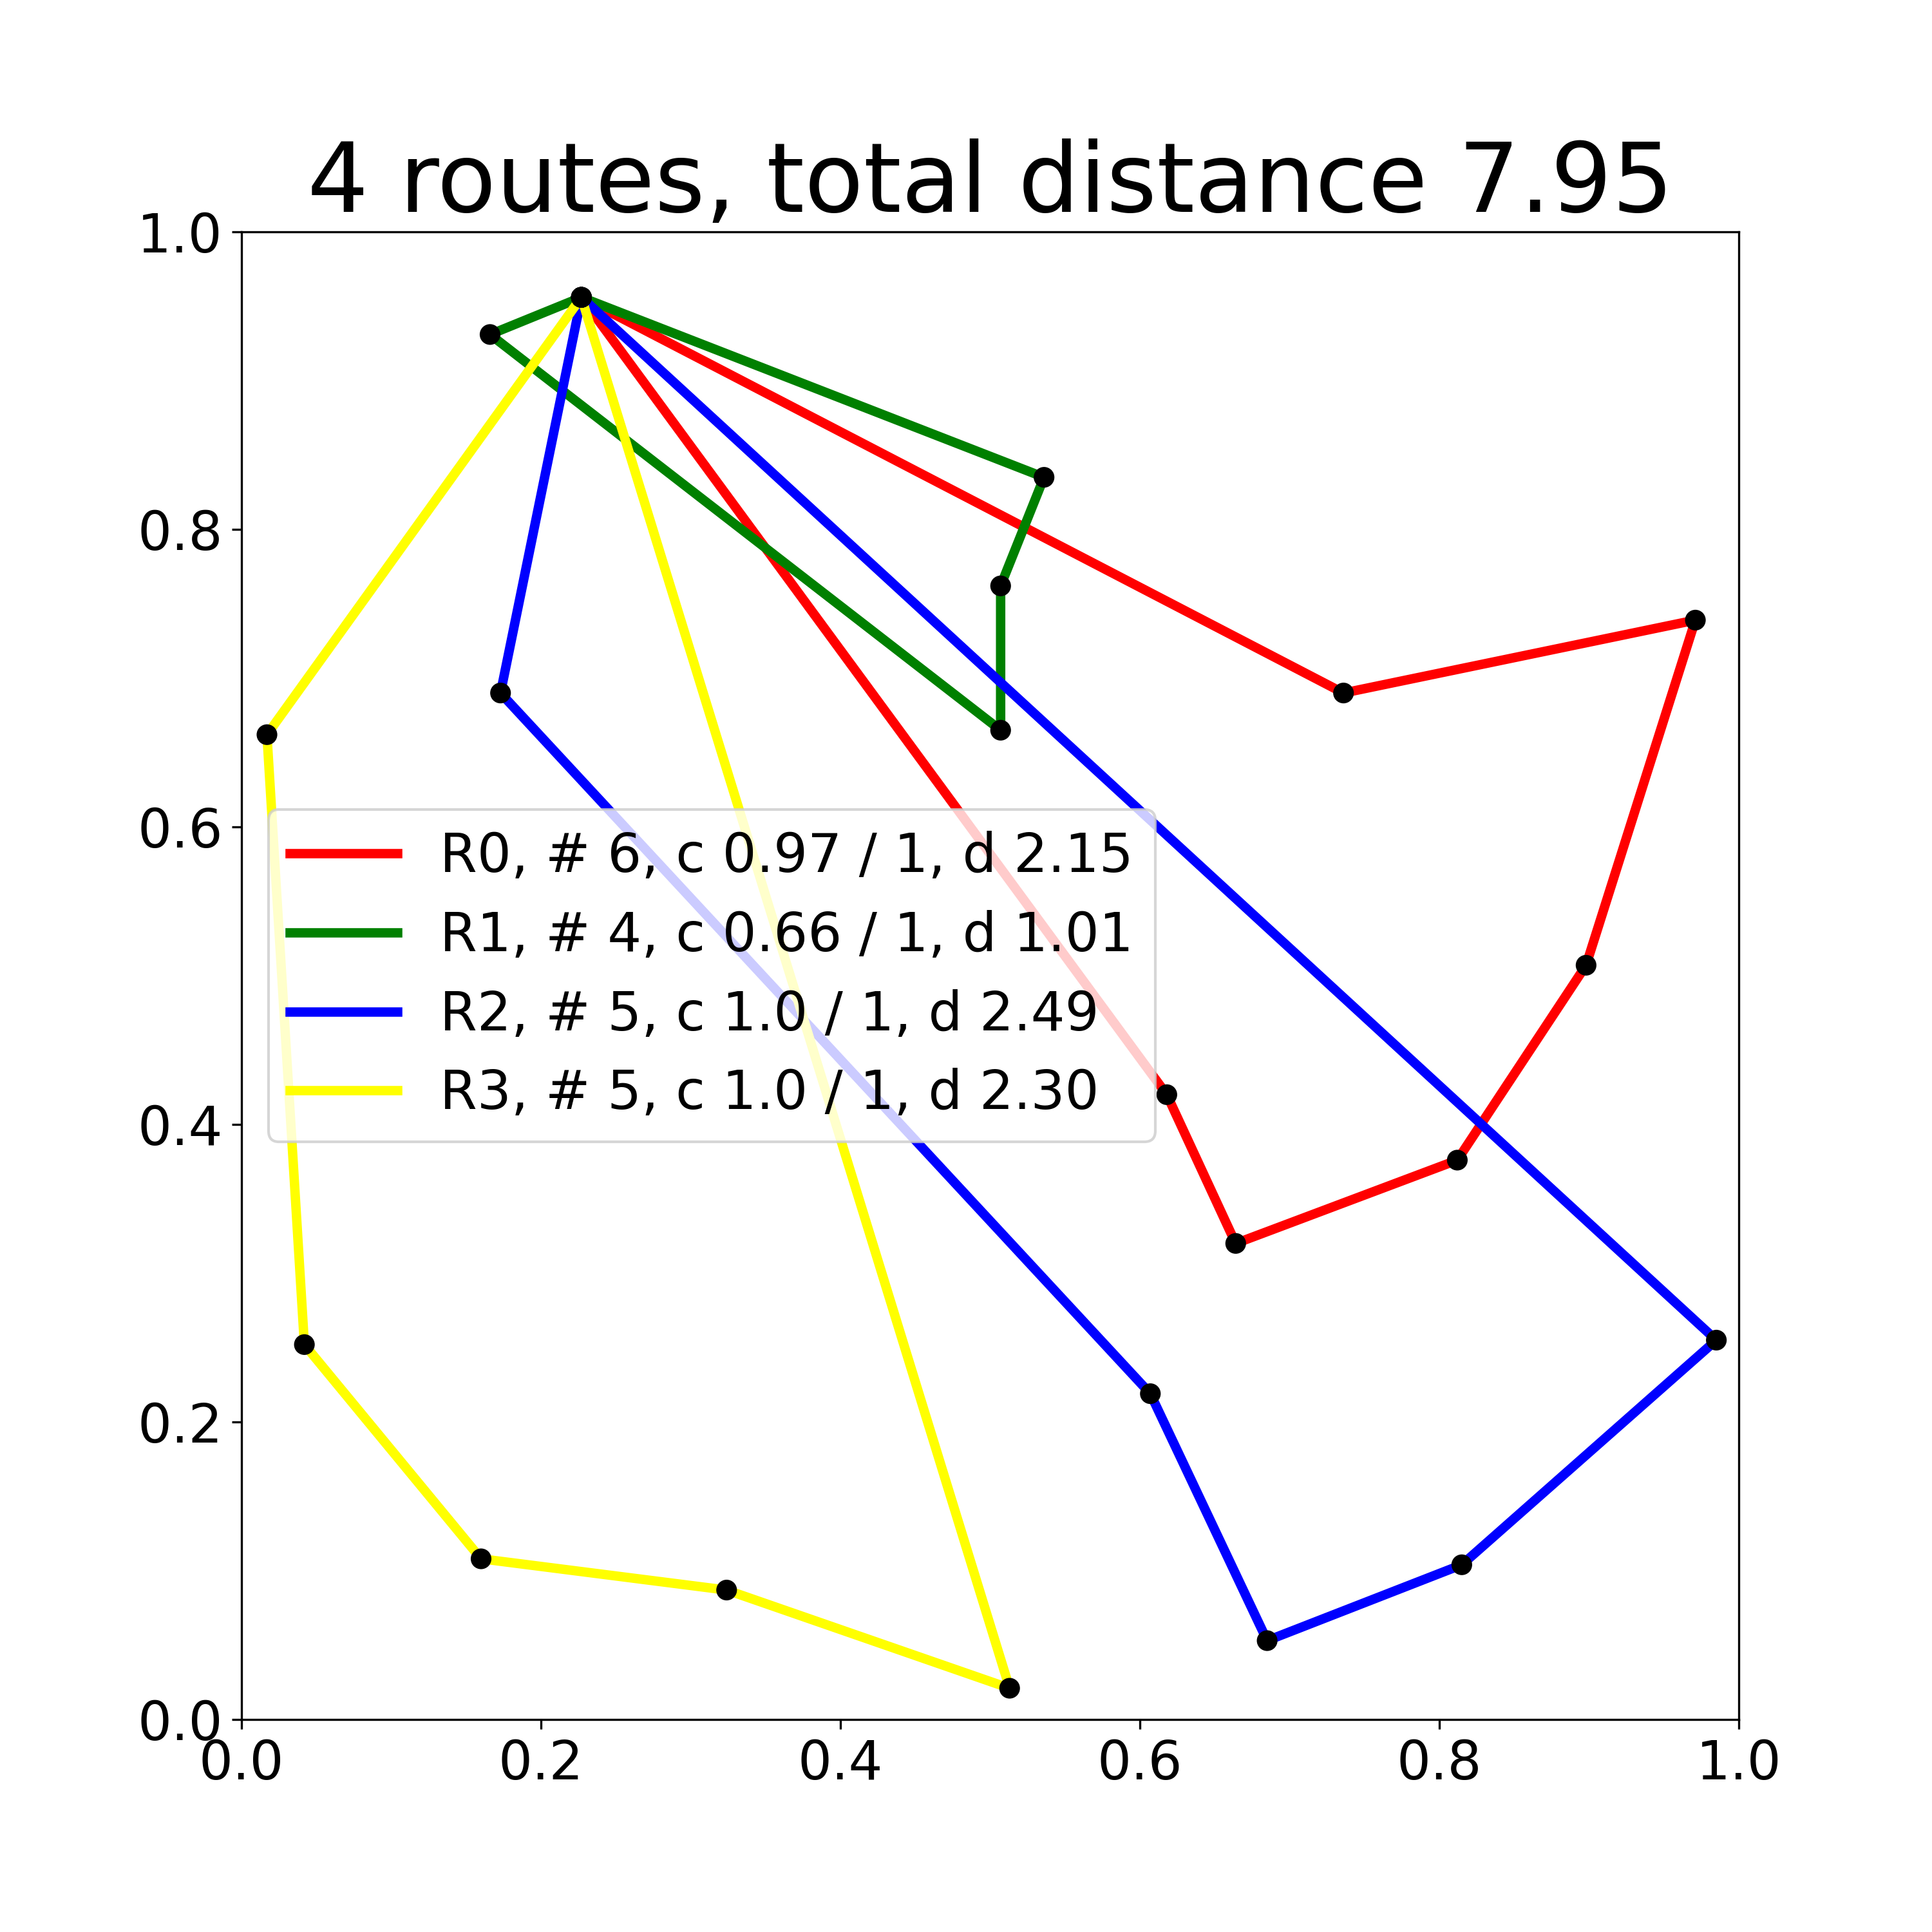 4 routes, total distance 7.95
1.0
0.8
0.6
0.4
0.2
0.0
R0, # 6, c 0.97 / 1, d 2.15
R1, # 4, c 0.66 / 1, d 1.01
R2, # 5, c 1.0 / 1, d 2.49
R3, # 5, c 1.0 / 1, d 2.30
0.0 0.2 0.4 0.6 0.8 1.0